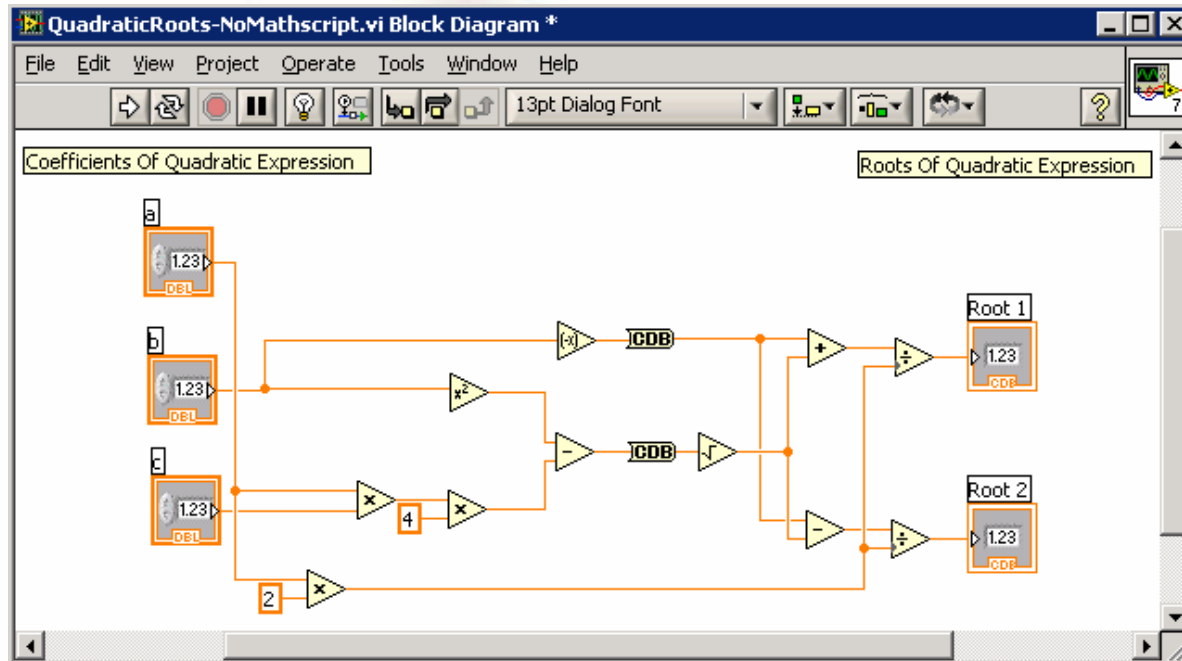 QuadraticRoots-NoMathscript.vi Block Diagram *
File Edit View Project Operate Tools Window Help
13pt Dialog Font
?
7
Coefficients Of Quadratic Expression
Roots Of Quadratic Expression
a
1.23
DBL
b
1.23
DBL
c
1.23
DBL
(-x)
CDB
x²
−
CDB
√
×
4
×
2
×
+
÷
−
÷
Root 1
1.23
CDB
Root 2
1.23
CDB